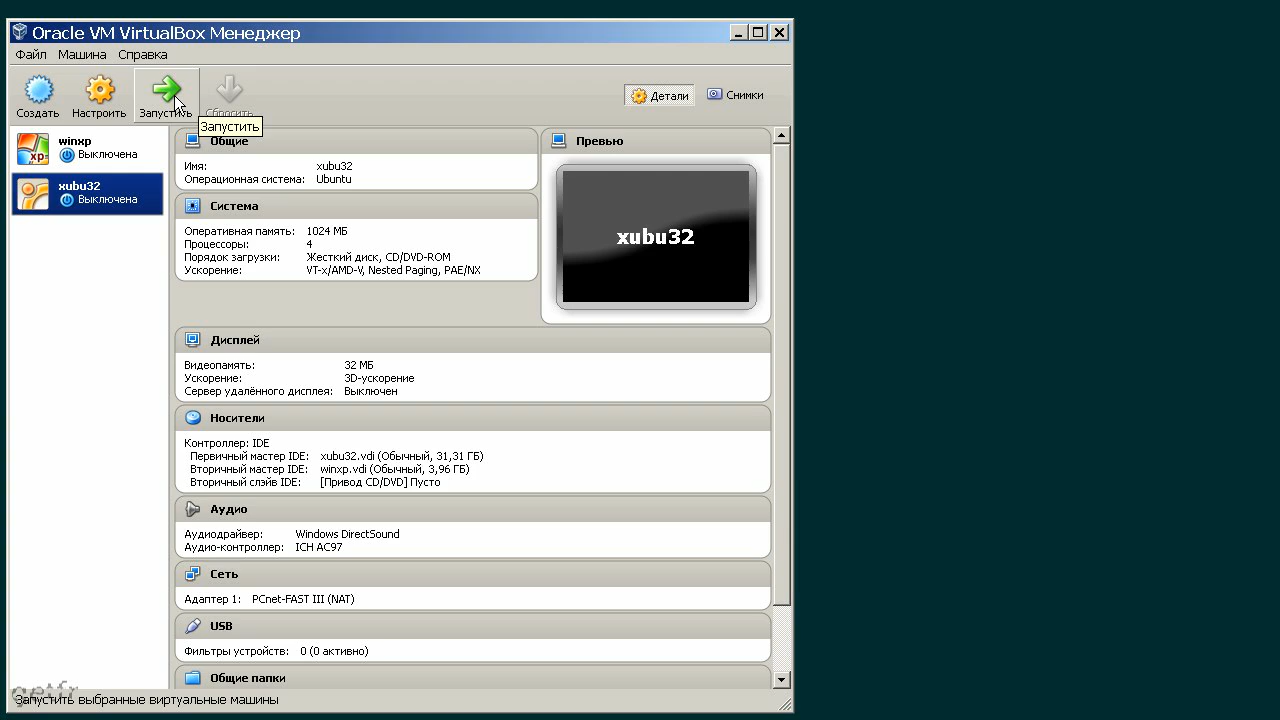 Oracle VM VirtualBox Менеджер
Файл Машина Справка
Создать Настроить Запустить Сбросить
Детали Снимки
Запустить
winxp
Выключена
xubu32
Выключена
Общие
Имя: xubu32
Операционная система: Ubuntu
Превью
xubu32
Система
Оперативная память: 1024 МБ
Процессоры: 4
Порядок загрузки: Жесткий диск, CD/DVD-ROM
Ускорение: VT-x/AMD-V, Nested Paging, PAE/NX
Дисплей
Видеопамять: 32 МБ
Ускорение: 3D-ускорение
Сервер удалённого дисплея: Выключен
Носители
Контроллер: IDE
Первичный мастер IDE: xubu32.vdi (Обычный, 31,31 ГБ)
Вторичный мастер IDE: winxp.vdi (Обычный, 3,96 ГБ)
Вторичный слэйв IDE: [Привод CD/DVD] Пусто
Аудио
Аудиодрайвер: Windows DirectSound
Аудио-контроллер: ICH AC97
Сеть
Адаптер 1: PCnet-FAST III (NAT)
USB
Фильтры устройств: 0 (0 активно)
Общие папки
getfr
Запустить выбранные виртуальные машины